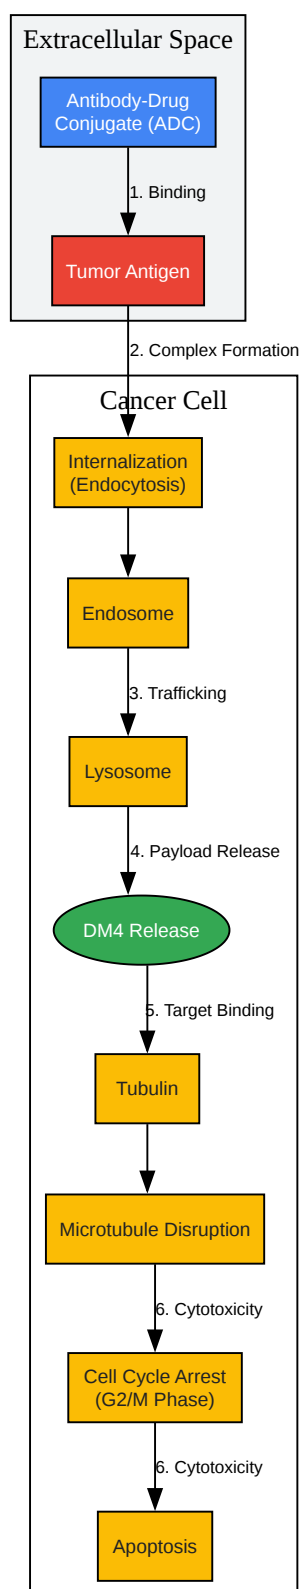 Extracellular Space
Antibody-Drug
Conjugate (ADC)
1. Binding
Tumor Antigen
2. Complex Formation
Cancer Cell
Internalization
(Endocytosis)
Endosome
3. Trafficking
Lysosome
4. Payload Release
DM4 Release
5. Target Binding
Tubulin
Microtubule Disruption
6. Cytotoxicity
Cell Cycle Arrest
(G2/M Phase)
6. Cytotoxicity
Apoptosis